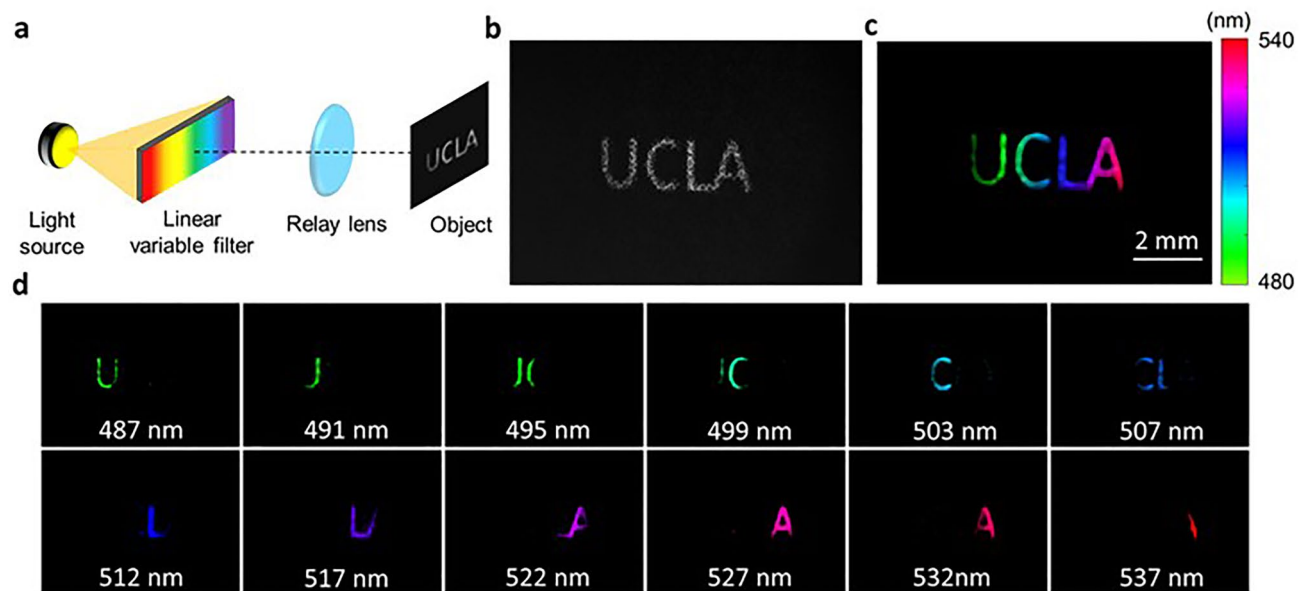 a
b
c
(nm)
540
480
UCLA
Light
source
Linear
variable filter
Relay lens
Object
UCLA
UCLA
2 mm
d
U
487 nm
J
491 nm
JC
495 nm
C
499 nm
C
503 nm
CL
507 nm
L
512 nm
L
517 nm
A
522 nm
A
527 nm
A
532nm
537 nm